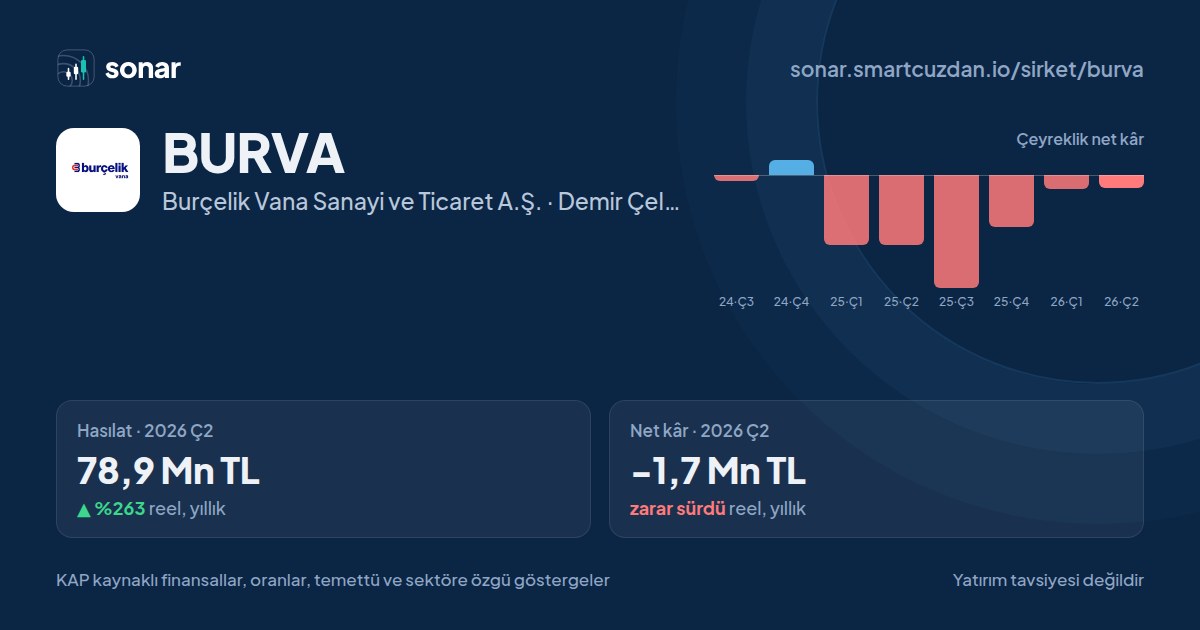 sonar
sonar.smartcuzdan.io/sirket/burva
burçelik
vana
BURVA
Burçelik Vana Sanayi ve Ticaret A.Ş. · Demir Çel...
Çeyreklik net kâr
24·Ç3 24·Ç4 25·Ç1 25·Ç2 25·Ç3 25·Ç4 26·Ç1 26·Ç2
Hasılat · 2026 Ç2
78,9 Mn TL
▲ %263 reel, yıllık
Net kâr · 2026 Ç2
−1,7 Mn TL
zarar sürdü reel, yıllık
KAP kaynaklı finansallar, oranlar, temettü ve sektöre özgü göstergeler
Yatırım tavsiyesi değildir